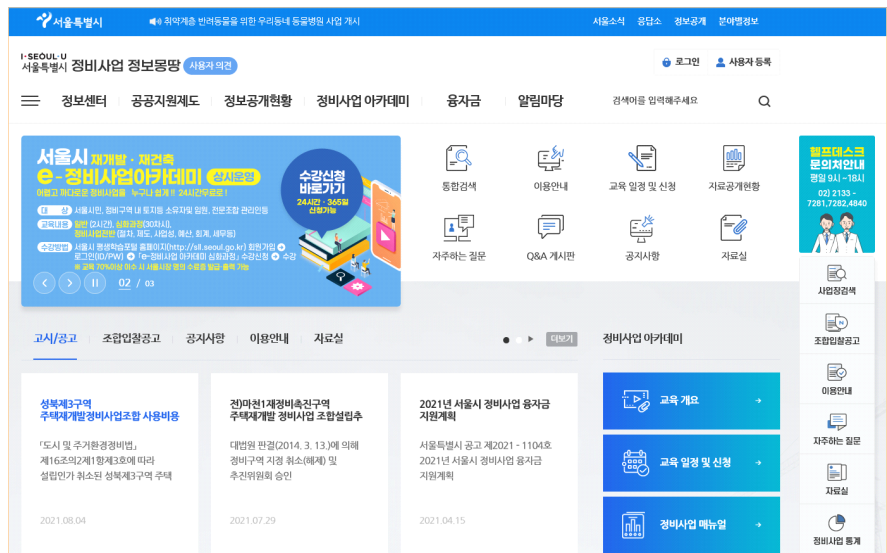 서울특별시
취약계층 반려동물을 위한 우리동네 동물병원 사업 개시
서울소식 응답소 정보공개 분야별정보
I·SEOUL·U
서울특별시 정비사업 정보몽땅 사용자 의견
로그인 사용자 등록
정보센터 공공지원제도 정보공개현황 정비사업 아카데미 융자금 알림마당 검색어를 입력해주세요
서울시 재개발 · 재건축
e-정비사업아카데미 상시운영
어렵고 까다로운 정비사업을 누구나 쉽게 !! 24시간무료로 !
대 상 서울시민, 정비구역 내 토지등 소유자및 임원, 전문조합 관리인등
교육내용 일반 (2시간), 심화과정(00차시),
정비사업전반 (절차, 제도, 사업성, 예산, 회계, 세무등)
수강방법 서울시 평생학습포털 홈페이지(http://sll.seoul.go.kr) 회원가입
로그인(ID/PW) 「e-정비사업 아카데미 심화과정」 수강신청 수강
※ 교육 70%이상 이수 시 서울시장 명의 수료증 발급·출력 가능
수강신청
바로가기
24시간 · 365일
신청가능
02 / 03
통합검색 이용안내 교육 일정 및 신청 자료공개현황
자주하는 질문 Q&A 게시판 공지사항 자료실
헬프데스크
문의처안내
평일 9시 ~18시
02) 2133 -
7281,7282,4840
사업장검색
조합입찰공고
이용안내
자주하는 질문
자료실
정비사업 통계
고시/공고 조합입찰공고 공지사항 이용안내 자료실 더보기
성북제3구역
주택재개발정비사업조합 사용비용
「도시 및 주거환경정비법」
제16조의2제1항제3호에 따라
설립인가 취소된 성북제3구역 주택
2021.08.04
전)마천1재정비촉진구역
주택재개발 정비사업 조합설립추
대법원 판결(2014. 3. 13.)에 의해
정비구역 지정 취소(해제) 및
추진위원회 승인
2021.07.29
2021년 서울시 정비사업 융자금
지원계획
서울특별시 공고 제2021 - 1104호
2021년 서울시 정비사업 융자금
지원계획
2021.04.15
정비사업 아카데미
교육 개요
교육 일정 및 신청
정비사업 매뉴얼